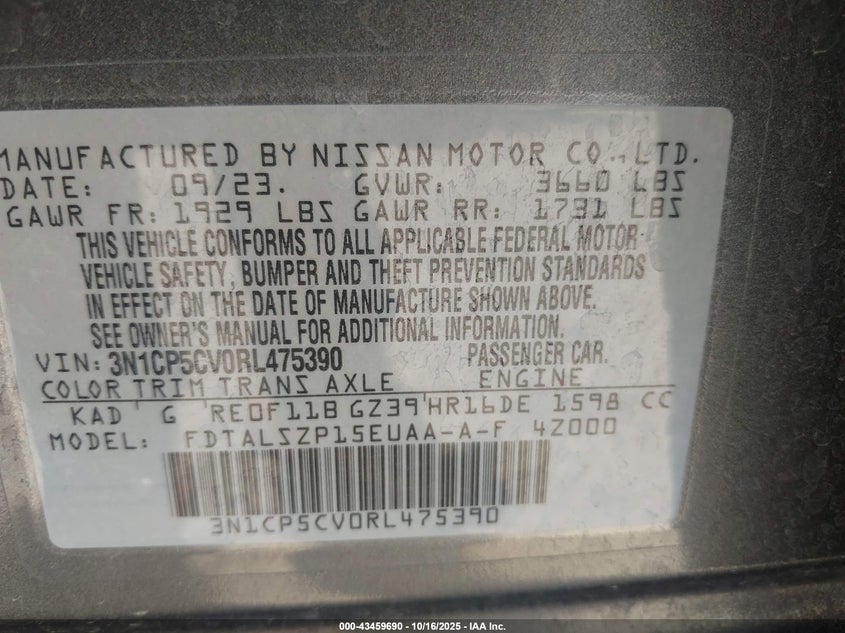 MANUFACTURED BY NISSAN MOTOR CO., LTD.
DATE: 09/23. GVWR: 3660 LBS
GAWR FR: 1929 LBS GAWR RR: 1731 LBS
THIS VEHICLE CONFORMS TO ALL APPLICABLE FEDERAL MOTOR
VEHICLE SAFETY, BUMPER AND THEFT PREVENTION STANDARDS
IN EFFECT ON THE DATE OF MANUFACTURE SHOWN ABOVE.
SEE OWNER'S MANUAL FOR ADDITIONAL INFORMATION.
VIN: 3N1CP5CV0RL475390 PASSENGER CAR.
COLOR TRIM TRANS AXLE ENGINE
KAD G RE0F11B GZ39 HR16DE 1598 CC
MODEL: FDTALSZP15EUAA-A-F 4Z000
3N1CP5CV0RL475390
000-43459690 - 10/16/2025 - IAA Inc.